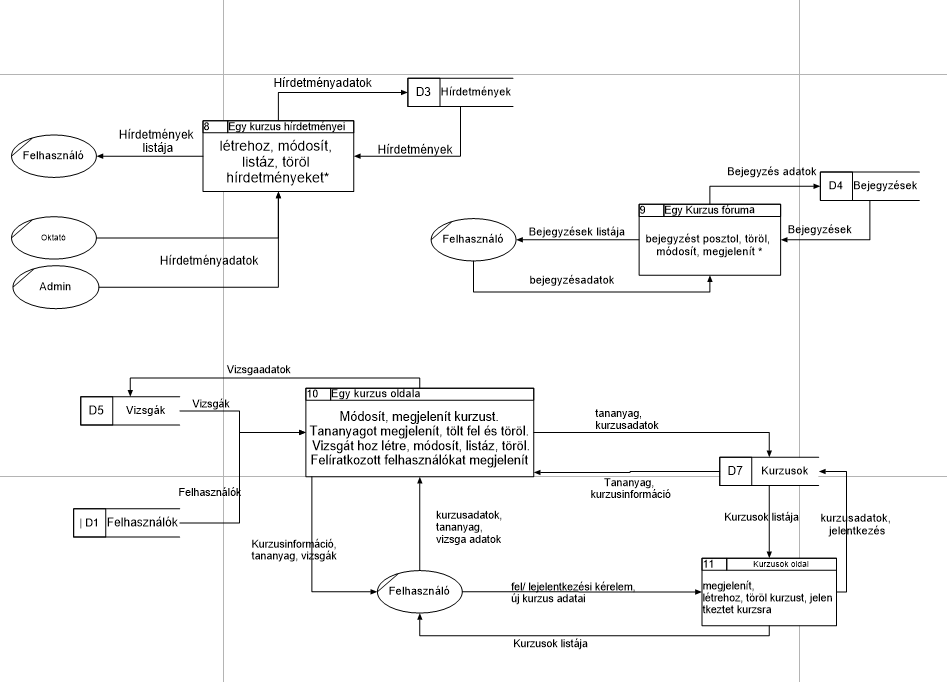 Hírdetményadatok
D3
Hírdetmények
8
Egy kurzus hírdetményei
létrehoz, módosít,
listáz, töröl
hírdetményeket*
Hírdetmények
listája
Hírdetmények
Felhasználó
Oktató
Hírdetményadatok
Admin
Bejegyzés adatok
D4
Bejegyzések
9
Egy Kurzus fóruma
bejegyzést posztol, töröl,
módosít, megjelenít *
Bejegyzések listája
Bejegyzések
Felhasználó
bejegyzésadatok
Vizsgaadatok
D5
Vizsgák
Vizsgák
10
Egy kurzus oldala
Módosít, megjelenít kurzust.
Tananyagot megjelenít, tölt fel és töröl.
Vizsgát hoz létre, módosít, listáz, töröl.
Felíratkozott felhasználókat megjelenít
tananyag,
kurzusadatok
D7
Kurzusok
Tananyag,
kurzusinformáció
Felhasználók
| D1
Felhasználók
Kurzusinformáció,
tananyag, vizsgák
kurzusadatok,
tananyag,
vizsga adatok
Kurzusok listája
kurzusadatok,
jelentkezés
11
Kurzusok oldal
megjelenít,
létrehoz, töröl kurzust, jelen
tkeztet kurzsra
Felhasználó
fel/ lejelentkezési kérelem,
új kurzus adatai
Kurzusok listája